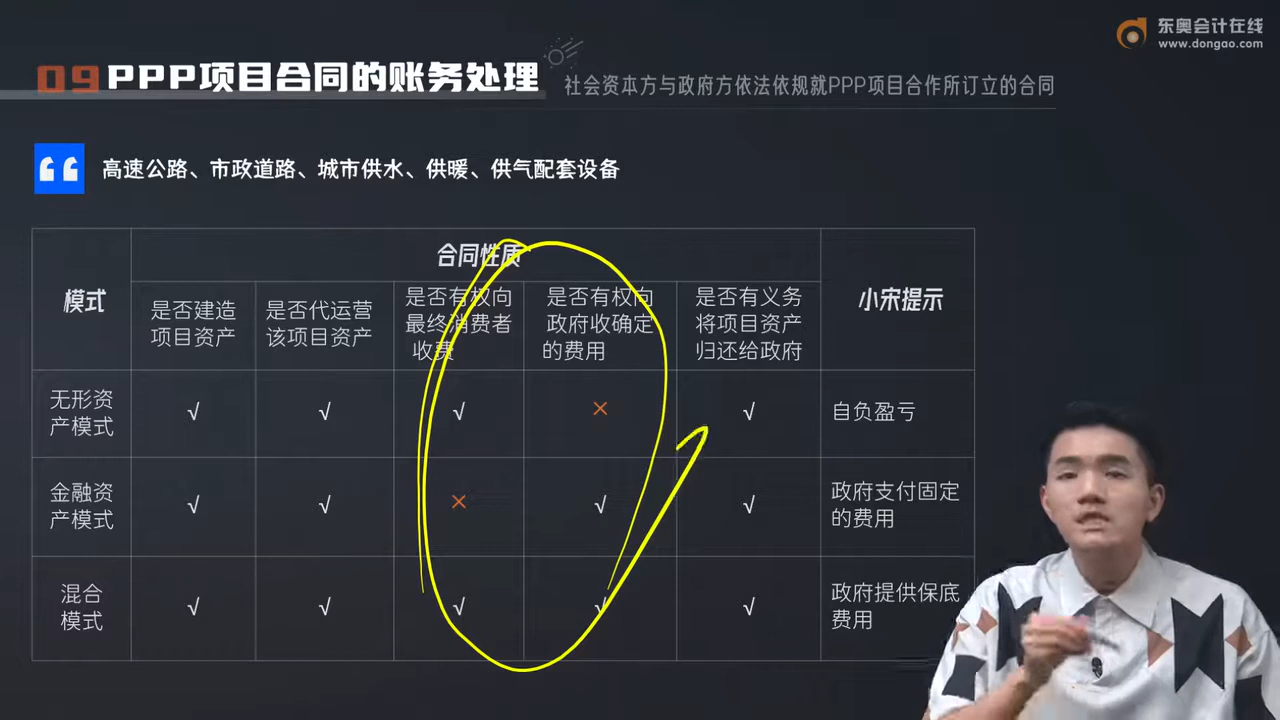 东奥会计在线
www.dongao.com
09 PPP项目合同的账务处理
社会资本方与政府方依法依规就PPP项目合作所订立的合同
高速公路、市政道路、城市供水、供暖、供气配套设备
模式
合同性质
小宋提示
是否建造
项目资产
是否代运营
该项目资产
是否有权向
最终消费者
收费
是否有权向
政府收确定
的费用
是否有义务
将项目资产
归还给政府
无形资
产模式
√
√
√
×
√
自负盈亏
金融资
产模式
√
√
×
√
√
政府支付固定
的费用
混合
模式
√
√
√
√
√
政府提供保底
费用